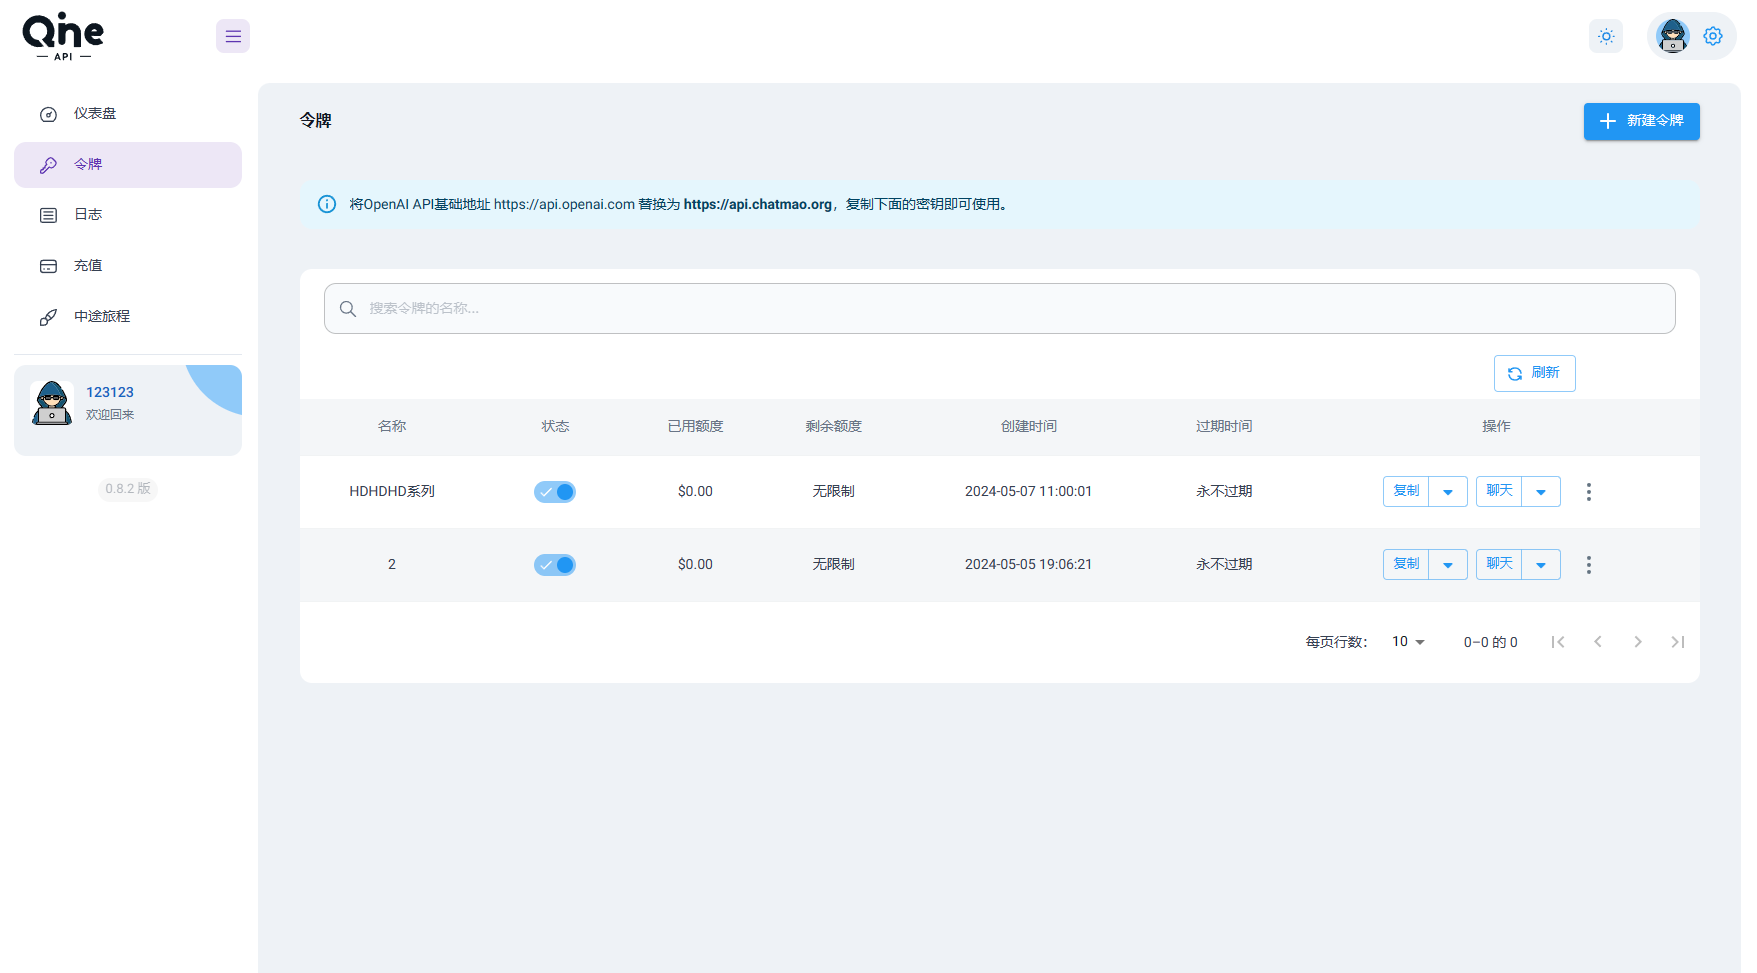 One
API
仪表盘
令牌
日志
充值
中途旅程
123123
欢迎回来
0.8.2 版
令牌
新建令牌
将OpenAI API基础地址 https://api.openai.com 替换为 https://api.chatmao.org，复制下面的密钥即可使用。
搜索令牌的名称...
刷新
名称 状态 已用额度 剩余额度 创建时间 过期时间 操作
HDHDHD系列 $0.00 无限制 2024-05-07 11:00:01 永不过期 复制 聊天
2 $0.00 无限制 2024-05-05 19:06:21 永不过期 复制 聊天
每页行数： 10 0–0 的 0